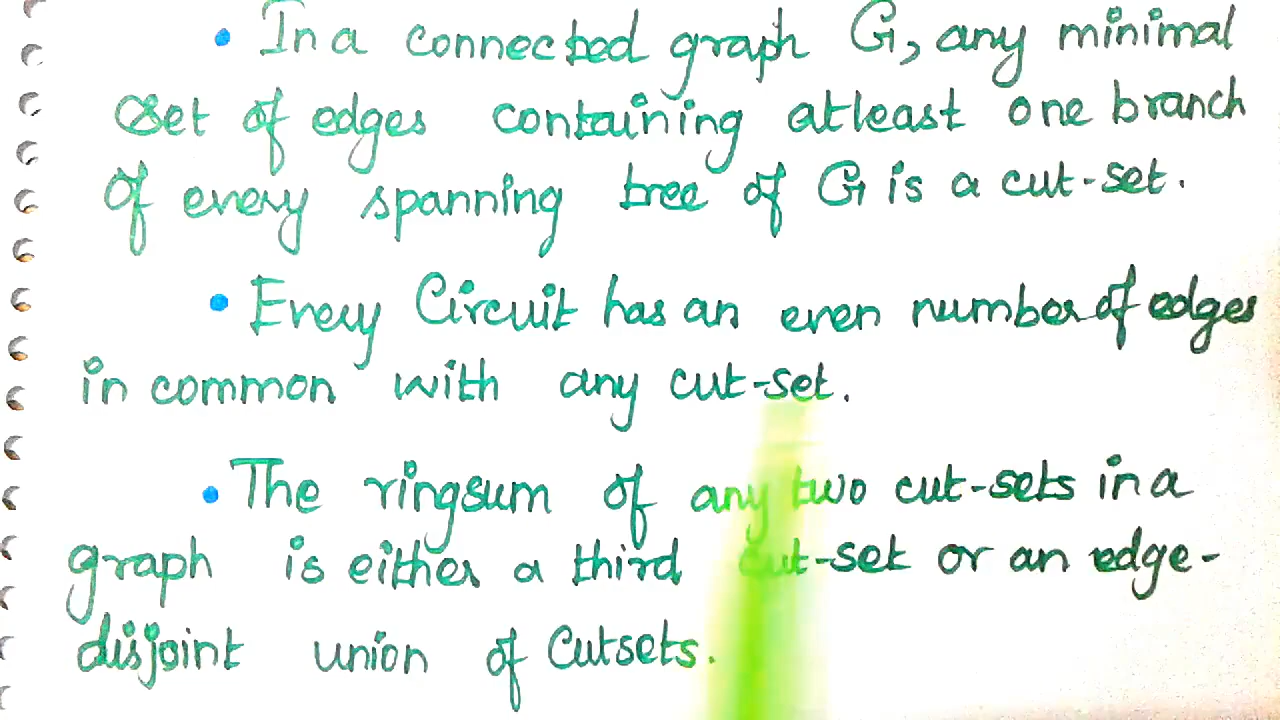 • In a connected graph G, any minimal
set of edges containing atleast one branch
of every spanning tree of G is a cut-set.
• Every Circuit has an even number of edges
in common with any cut-set.
• The ringsum of any two cut-sets in a
graph is either a third cut-set or an edge-
disjoint union of Cutsets.